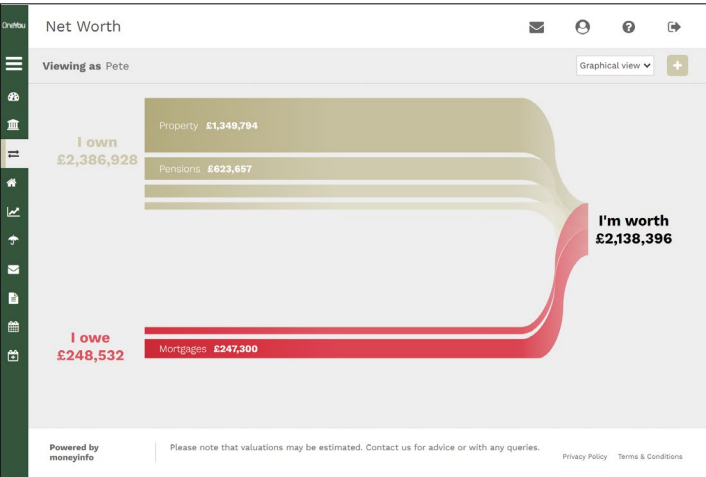 OneYou
Net Worth
Viewing as Pete
Graphical view
I own
£2,386,928
Property £1,349,794
Pensions £623,657
I'm worth
£2,138,396
I owe
£248,532
Mortgages £247,300
Powered by
moneyinfo
Please note that valuations may be estimated. Contact us for advice or with any queries.
Privacy Policy Terms & Conditions